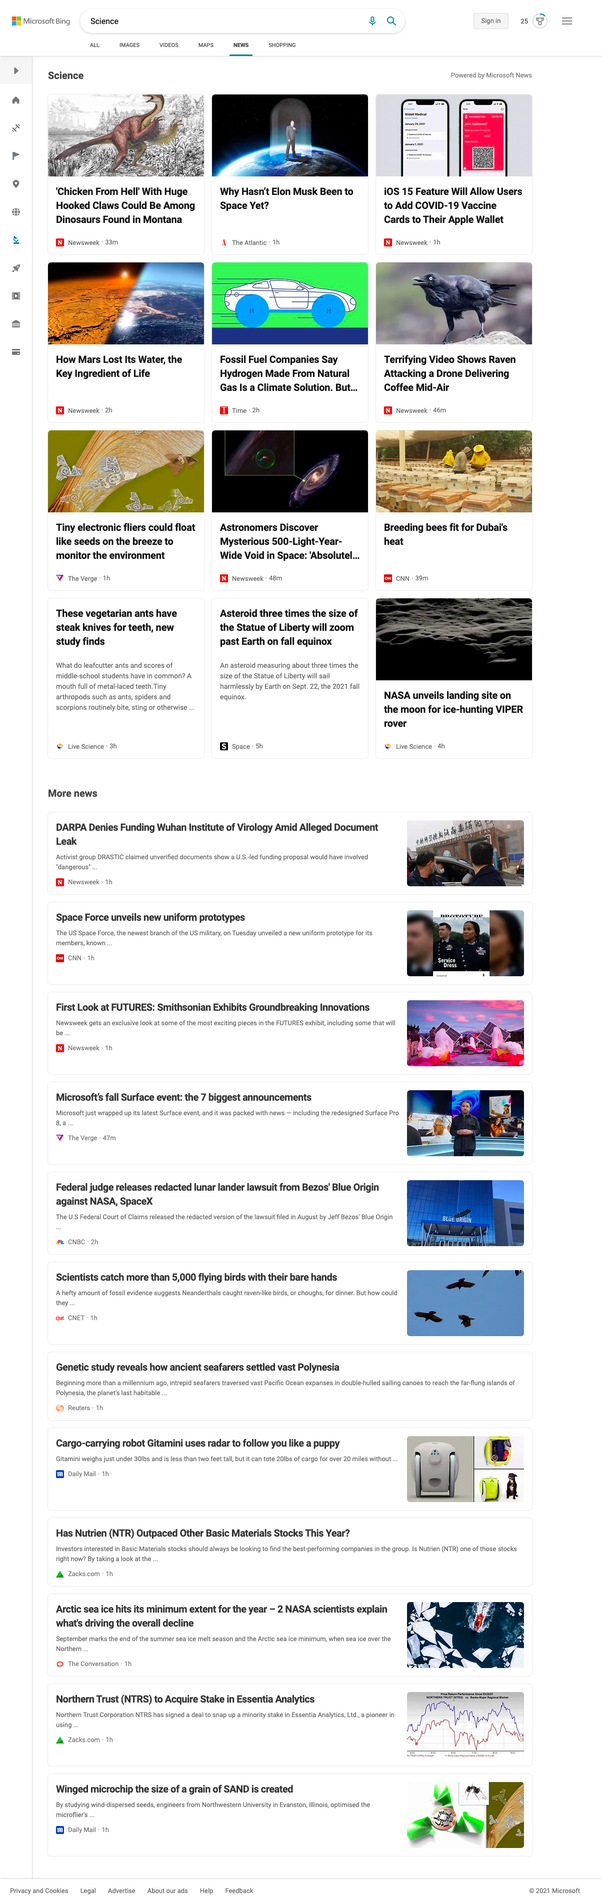 Microsoft Bing
Science
Sign in
25
ALL
IMAGES
VIDEOS
MAPS
NEWS
SHOPPING
Science
Powered by Microsoft News
'Chicken From Hell' With Huge
Hooked Claws Could Be Among
Dinosaurs Found in Montana
Newsweek · 33m
Why Hasn't Elon Musk Been to
Space Yet?
The Atlantic · 1h
iOS 15 Feature Will Allow Users
to Add COVID-19 Vaccine
Cards to Their Apple Wallet
Newsweek · 1h
How Mars Lost Its Water, the
Key Ingredient of Life
Newsweek · 2h
H
H
Fossil Fuel Companies Say
Hydrogen Made From Natural
Gas Is a Climate Solution. But...
Time · 2h
Terrifying Video Shows Raven
Attacking a Drone Delivering
Coffee Mid-Air
Newsweek · 46m
Tiny electronic fliers could float
like seeds on the breeze to
monitor the environment
The Verge · 1h
Astronomers Discover
Mysterious 500-Light-Year-
Wide Void in Space: 'Absolutel...
Newsweek · 48m
Breeding bees fit for Dubai's
heat
CNN · 39m
These vegetarian ants have
steak knives for teeth, new
study finds
What do leafcutter ants and scores of
middle-school students have in common? A
mouth full of metal-laced teeth.Tiny
arthropods such as ants, spiders and
scorpions routinely bite, sting or otherwise ...
Live Science · 3h
Asteroid three times the size of
the Statue of Liberty will zoom
past Earth on fall equinox
An asteroid measuring about three times the
size of the Statue of Liberty will sail
harmlessly by Earth on Sept. 22, the 2021 fall
equinox.
Space · 5h
NASA unveils landing site on
the moon for ice-hunting VIPER
rover
Live Science · 4h
More news
DARPA Denies Funding Wuhan Institute of Virology Amid Alleged Document
Leak
Activist group DRASTIC claimed unverified documents show a U.S.-led funding proposal would have involved
"dangerous" ...
Newsweek · 1h
Space Force unveils new uniform prototypes
The US Space Force, the newest branch of the US military, on Tuesday unveiled a new uniform prototype for its
members, known ...
CNN · 1h
PROTOTYPE
Service
Dress
First Look at FUTURES: Smithsonian Exhibits Groundbreaking Innovations
Newsweek gets an exclusive look at some of the most exciting pieces in the FUTURES exhibit, including some that will
be ...
Newsweek · 1h
Microsoft's fall Surface event: the 7 biggest announcements
Microsoft just wrapped up its latest Surface event, and it was packed with news — including the redesigned Surface Pro
8, a ...
The Verge · 47m
Federal judge releases redacted lunar lander lawsuit from Bezos' Blue Origin
against NASA, SpaceX
The U.S Federal Court of Claims released the redacted version of the lawsuit filed in August by Jeff Bezos' Blue Origin
...
CNBC · 2h
BLUE ORIGIN
Scientists catch more than 5,000 flying birds with their bare hands
A hefty amount of fossil evidence suggests Neanderthals caught raven-like birds, or choughs, for dinner. But how could
they ...
CNET · 1h
Genetic study reveals how ancient seafarers settled vast Polynesia
Beginning more than a millennium ago, intrepid seafarers traversed vast Pacific Ocean expanses in double-hulled sailing canoes to reach the far-flung islands of
Polynesia, the planet's last habitable ...
Reuters · 1h
Cargo-carrying robot Gitamini uses radar to follow you like a puppy
Gitamini weighs just under 30lbs and is less than two feet tall, but it can tote 20lbs of cargo for over 20 miles without ...
Daily Mail · 1h
Has Nutrien (NTR) Outpaced Other Basic Materials Stocks This Year?
Investors interested in Basic Materials stocks should always be looking to find the best-performing companies in the group. Is Nutrien (NTR) one of those stocks
right now? By taking a look at the ...
Zacks.com · 1h
Arctic sea ice hits its minimum extent for the year – 2 NASA scientists explain
what's driving the overall decline
September marks the end of the summer sea ice melt season and the Arctic sea ice minimum, when sea ice over the
Northern ...
The Conversation · 1h
Northern Trust (NTRS) to Acquire Stake in Essentia Analytics
Northern Trust Corporation NTRS has signed a deal to snap up a minority stake in Essentia Analytics, Ltd., a pioneer in
using ...
Zacks.com · 1h
Winged microchip the size of a grain of SAND is created
By studying wind-dispersed seeds, engineers from Northwestern University in Evanston, Illinois, optimised the
microflier's ...
Daily Mail · 1h
Privacy and Cookies
Legal
Advertise
About our ads
Help
Feedback
© 2021 Microsoft